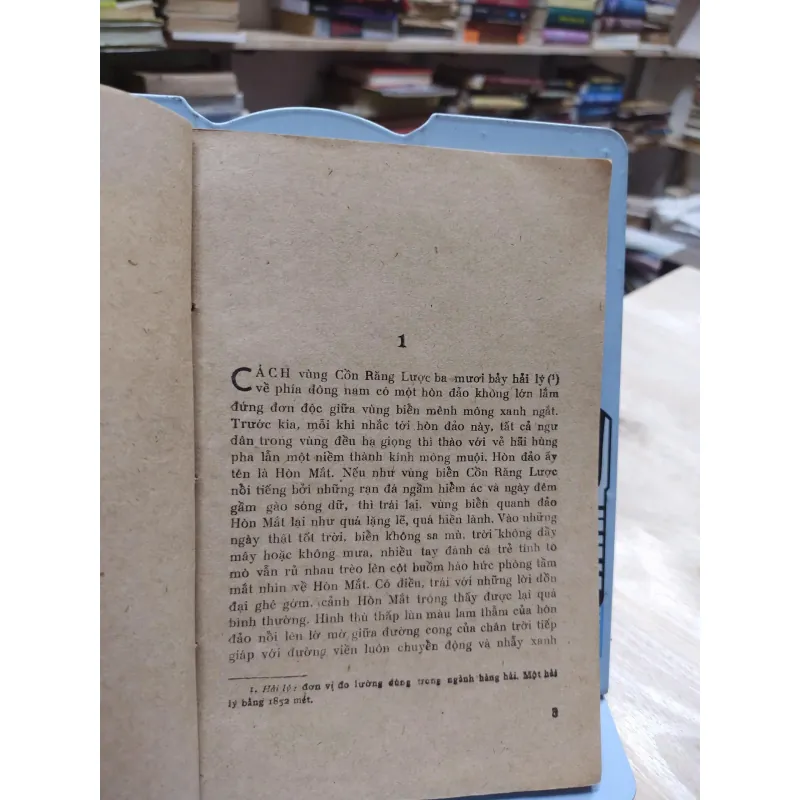 1
CÁCH vùng Cồn Răng Lược ba mươi bảy hải lý (¹)
về phía đông nam có một hòn đảo không lớn lắm
đứng đơn độc giữa vùng biển mênh mông xanh ngắt.
Trước kia, mỗi khi nhắc tới hòn đảo này, tất cả ngư
dân trong vùng đều hạ giọng thì thào với vẻ hãi hùng
pha lẫn một niềm thành kính mông muội. Hòn đảo ấy
tên là Hòn Mắt. Nếu như vùng biển Cồn Răng Lược
nổi tiếng bởi những rạn đá ngầm hiểm ác và ngày đêm
gầm gào sóng dữ, thì trái lại, vùng biển quanh đảo
Hòn Mắt lại như quá lặng lẽ, quá hiền lành. Vào những
ngày thật tốt trời, biển không sa mù, trời không dầy
mây hoặc không mưa, nhiều tay đánh cá trẻ tính tò
mò vẫn rủ nhau trèo lên cột buồm háo hức phóng tầm
mắt nhìn về Hòn Mắt. Có điều, trái với những lời đồn
đại ghê gớm, cảnh Hòn Mắt trông thấy được lại quá
bình thường. Hình thù thấp lùn màu lam thẫm của hòn
đảo nổi lên lờ mờ giữa đường cong của chân trời tiếp
giáp với đường viền luôn chuyển động và nhẫy xanh
1. Hải lý: đơn vị đo lường dùng trong ngành hàng hải. Một hải
lý bằng 1852 mét.
3